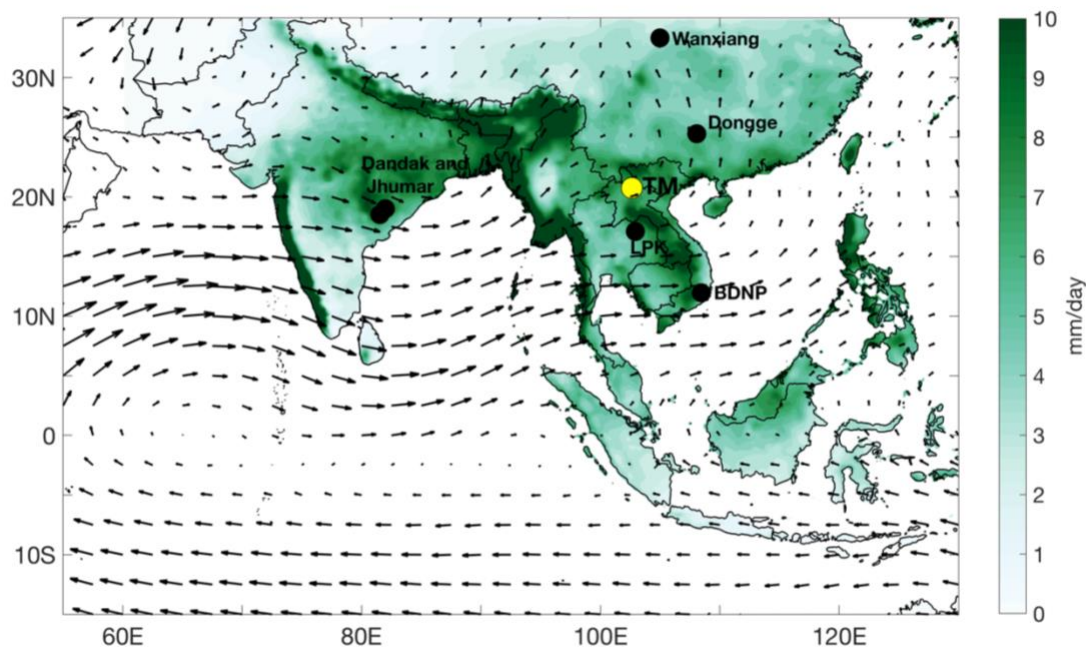 30N
20N
10N
0
10S
60E
80E
100E
120E
Wanxiang
Dongge
Dandak and
Jhumar
TM
LPK
BDNP
10
9
8
7
6
5
4
3
2
1
0
mm/day